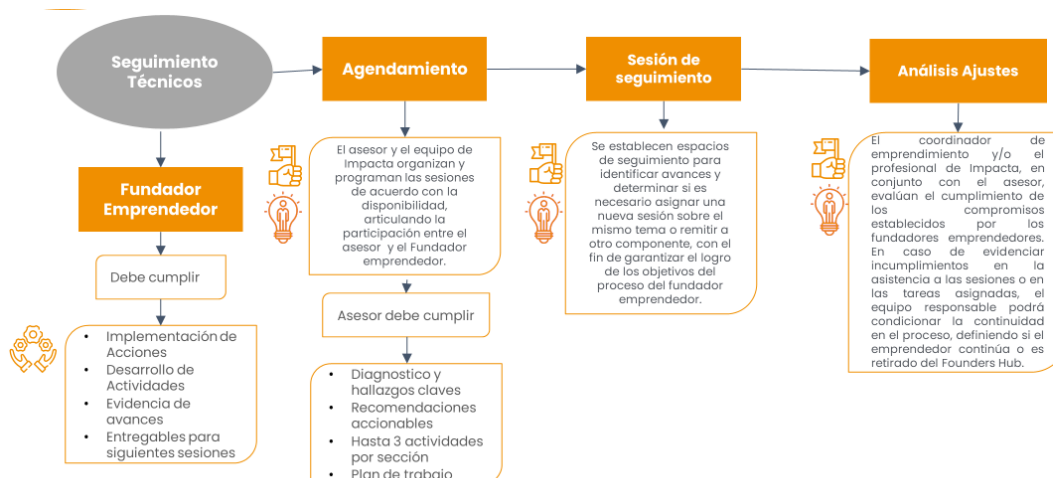 Seguimiento
Técnicos
Fundador
Emprendedor
Debe cumplir
• Implementación de
Acciones
• Desarrollo de
Actividades
• Evidencia de
avances
• Entregables para
siguientes sesiones
Agendamiento
El asesor y el equipo de
Impacta organizan y
programan las sesiones
de acuerdo con la
disponibilidad,
articulando la
participación entre el
asesor y el Fundador
emprendedor.
Asesor debe cumplir
• Diagnostico y
hallazgos claves
• Recomendaciones
accionables
• Hasta 3 actividades
por sección
• Plan de trabajo
Sesión de
seguimiento
Se establecen espacios
de seguimiento para
identificar avances y
determinar si es
necesario asignar una
nueva sesión sobre el
mismo tema o remitir a
otro componente, con el
fin de garantizar el logro
de los objetivos del
proceso del fundador
emprendedor.
Análisis Ajustes
El coordinador de
emprendimiento y/o el
profesional de Impacta, en
conjunto con el asesor,
evalúan el cumplimiento de
los compromisos
establecidos por los
fundadores emprendedores.
En caso de evidenciar
incumplimientos en la
asistencia a las sesiones o en
las tareas asignadas, el
equipo responsable podrá
condicionar la continuidad
en el proceso, definiendo si el
emprendedor continúa o es
retirado del Founders Hub.